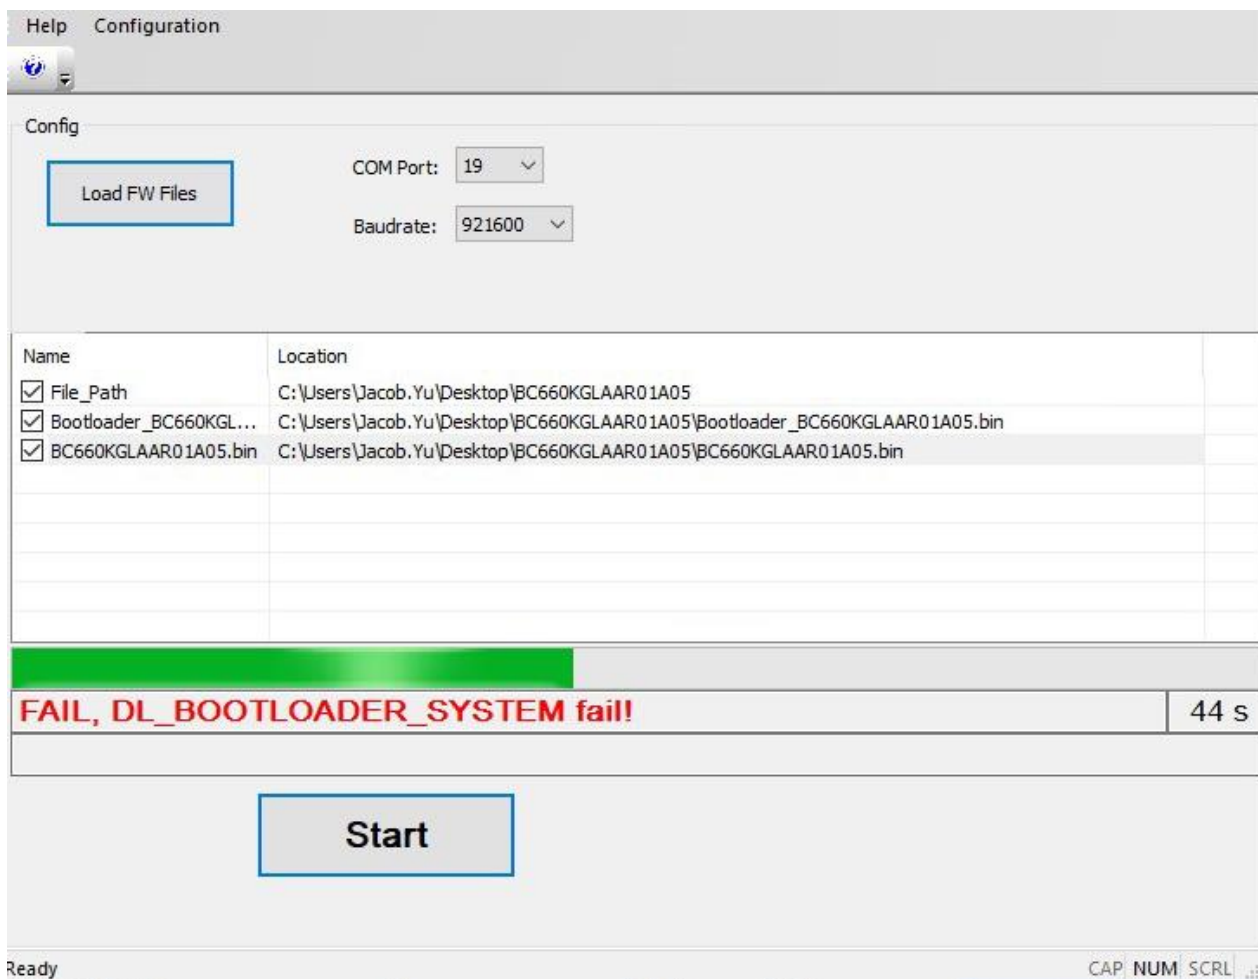 Help Configuration
Config
Load FW Files
COM Port: 19
Baudrate: 921600
Name Location
File_Path C:\Users\Jacob.Yu\Desktop\BC660KGLAAR01A05
Bootloader_BC660KGL... C:\Users\Jacob.Yu\Desktop\BC660KGLAAR01A05\Bootloader_BC660KGLAAR01A05.bin
BC660KGLAAR01A05.bin C:\Users\Jacob.Yu\Desktop\BC660KGLAAR01A05\BC660KGLAAR01A05.bin
FAIL, DL_BOOTLOADER_SYSTEM fail! 44 s
Start
Ready CAP NUM SCRL